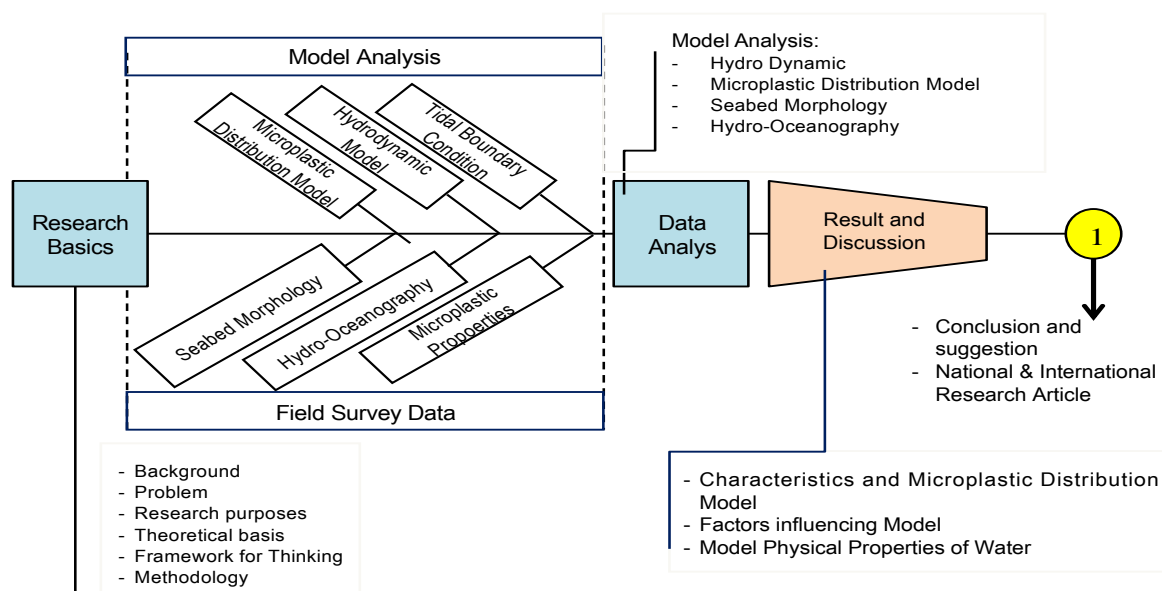 Model Analysis
Microplastic
Distribution Model
Hydrodynamic
Model
Tidal Boundary
Condition
Model Analysis:
- Hydro Dynamic
- Microplastic Distribution Model
- Seabed Morphology
- Hydro-Oceanography
Research
Basics
Data
Analys
Result and
Discussion
1
Seabed Morphology
Hydro-Oceanography
Microplastic
Propoerties
Field Survey Data
- Conclusion and
suggestion
- National & International
Research Article
- Background
- Problem
- Research purposes
- Theoretical basis
- Framework for Thinking
- Methodology
- Characteristics and Microplastic Distribution
Model
- Factors influencing Model
- Model Physical Properties of Water